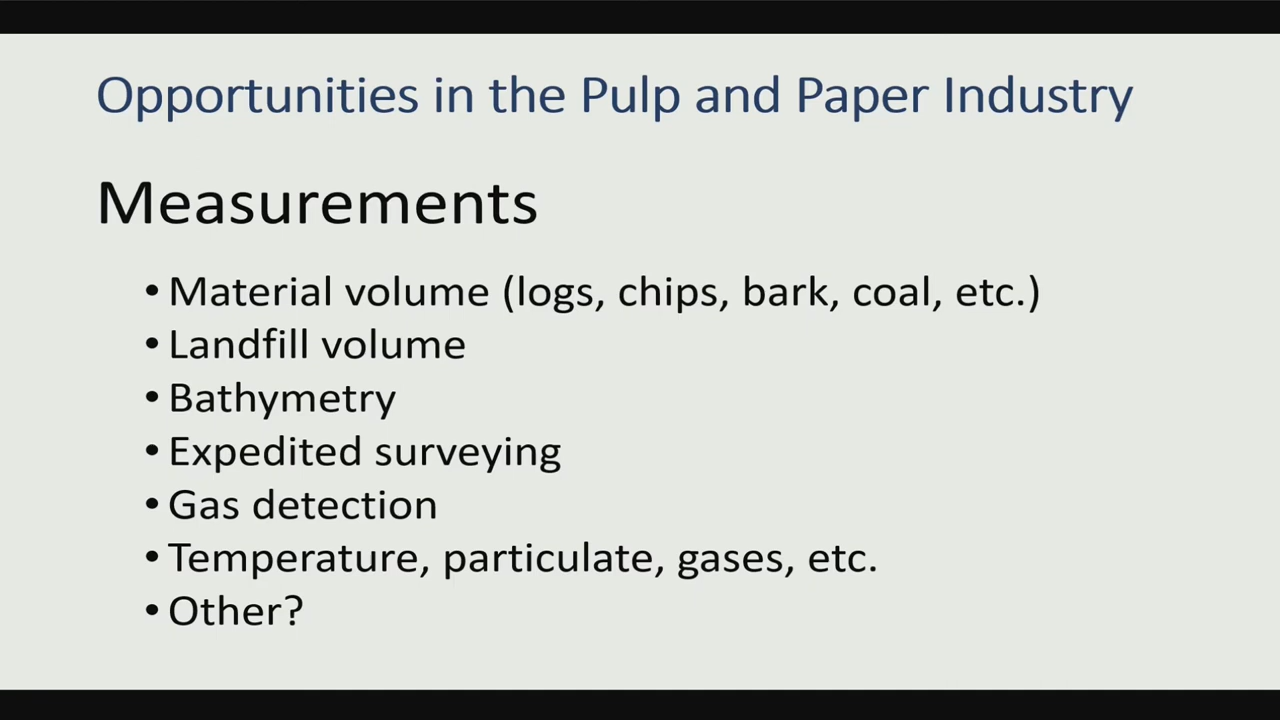 Opportunities in the Pulp and Paper Industry
Measurements
• Material volume (logs, chips, bark, coal, etc.)
• Landfill volume
• Bathymetry
• Expedited surveying
• Gas detection
• Temperature, particulate, gases, etc.
• Other?